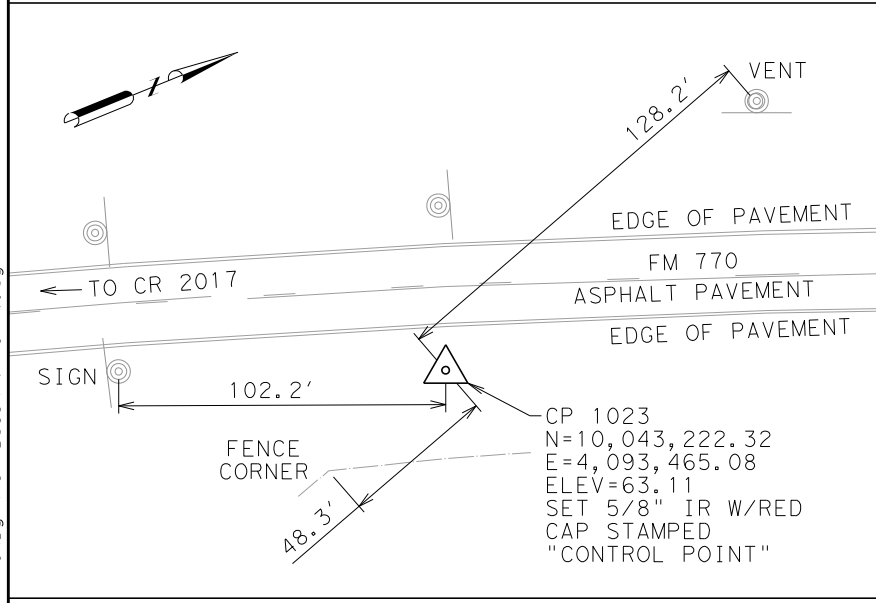 VENT
128.2'
EDGE OF PAVEMENT
FM 770
TO CR 2017
ASPHALT PAVEMENT
EDGE OF PAVEMENT
SIGN
102.2'
CP 1023
N=10,043,222.32
E=4,093,465.08
ELEV=63.11
SET 5/8" IR W/RED
CAP STAMPED
"CONTROL POINT"
FENCE
CORNER
48.3'